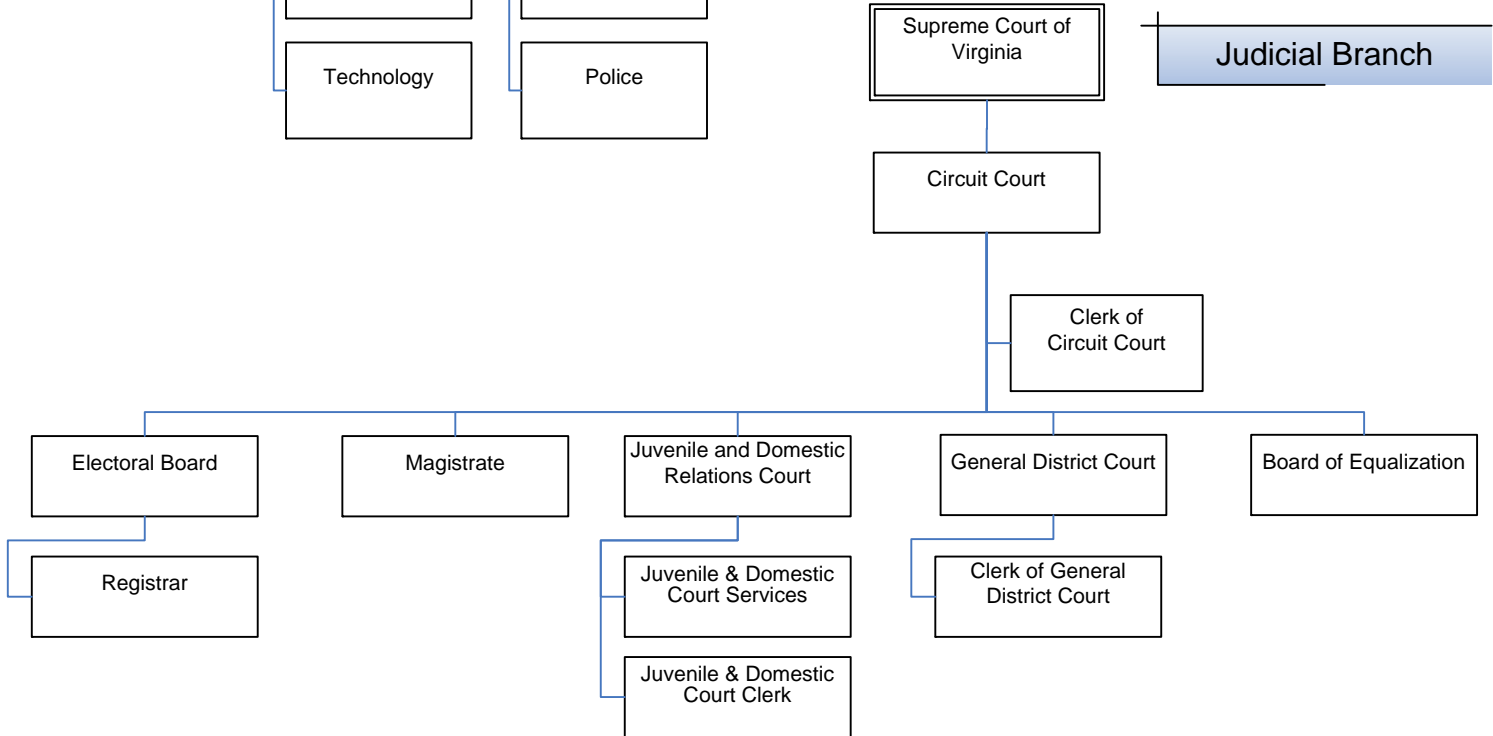 Supreme Court of
Virginia
Judicial Branch
Technology
Police
Circuit Court
Clerk of
Circuit Court
Electoral Board
Magistrate
Juvenile and Domestic
Relations Court
General District Court
Board of Equalization
Registrar
Juvenile & Domestic
Court Services
Clerk of General
District Court
Juvenile & Domestic
Court Clerk